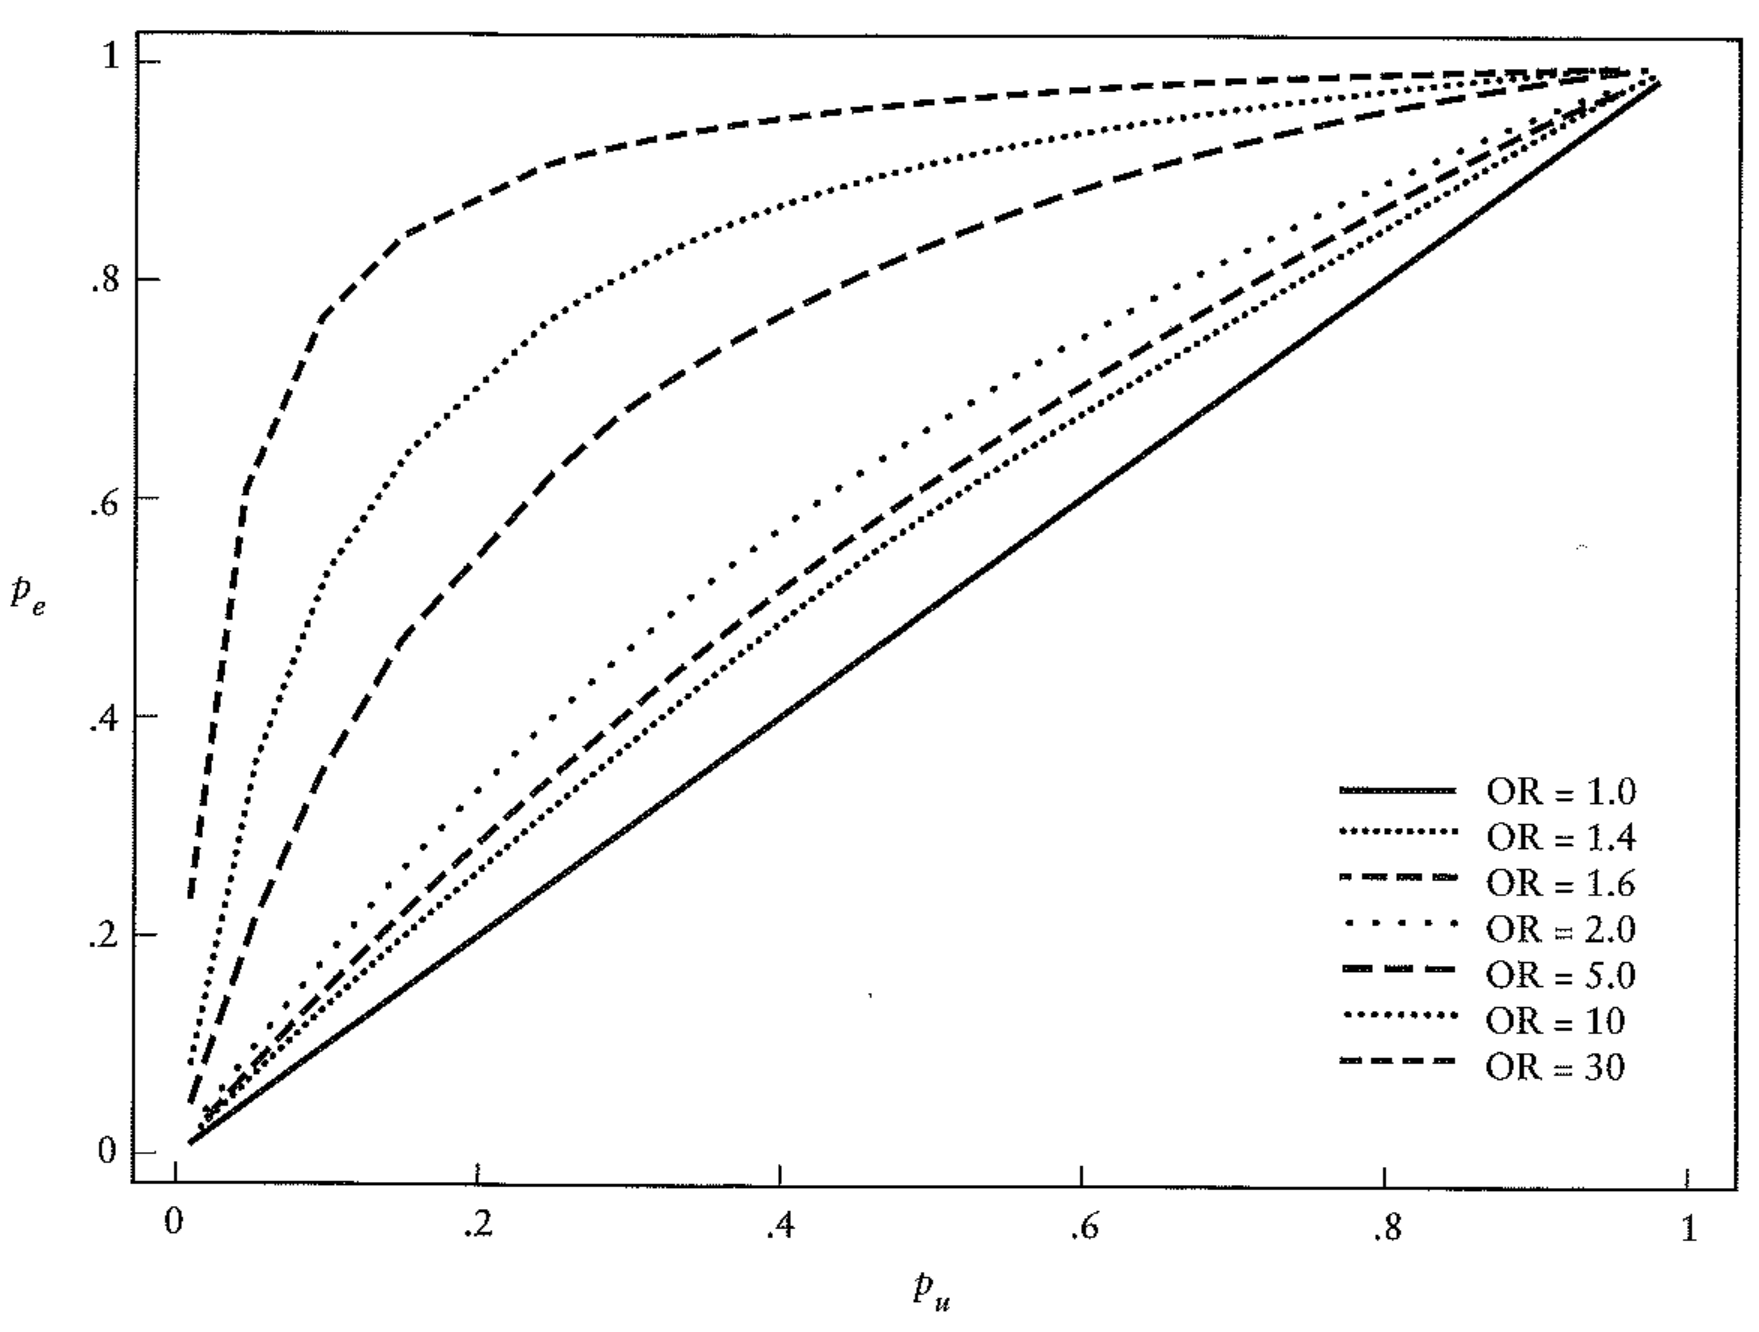 1
.8
.6
.4
.2
0
p_e
0 .2 .4 .6 .8 1
p_u
OR = 1.0
OR = 1.4
OR = 1.6
OR = 2.0
OR = 5.0
OR = 10
OR = 30